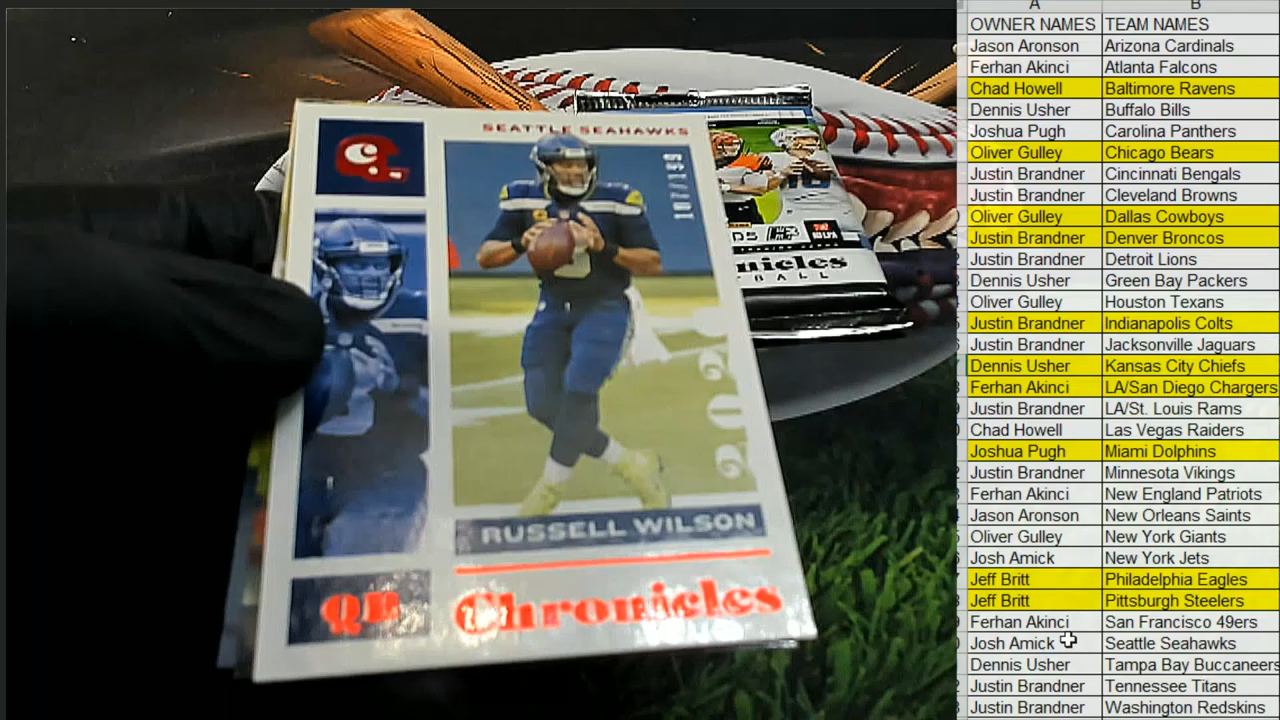 SEATTLE SEAHAWKS
RUSSELL WILSON
QB
Chronicles
2020
A B
OWNER NAMES TEAM NAMES
Jason Aronson Arizona Cardinals
Ferhan Akinci Atlanta Falcons
Chad Howell Baltimore Ravens
Dennis Usher Buffalo Bills
Joshua Pugh Carolina Panthers
Oliver Gulley Chicago Bears
Justin Brandner Cincinnati Bengals
Justin Brandner Cleveland Browns
Oliver Gulley Dallas Cowboys
Justin Brandner Denver Broncos
Justin Brandner Detroit Lions
Dennis Usher Green Bay Packers
Oliver Gulley Houston Texans
Justin Brandner Indianapolis Colts
Justin Brandner Jacksonville Jaguars
Dennis Usher Kansas City Chiefs
Ferhan Akinci LA/San Diego Chargers
Justin Brandner LA/St. Louis Rams
Chad Howell Las Vegas Raiders
Joshua Pugh Miami Dolphins
Justin Brandner Minnesota Vikings
Ferhan Akinci New England Patriots
Jason Aronson New Orleans Saints
Oliver Gulley New York Giants
Josh Amick New York Jets
Jeff Britt Philadelphia Eagles
Jeff Britt Pittsburgh Steelers
Ferhan Akinci San Francisco 49ers
Josh Amick Seattle Seahawks
Dennis Usher Tampa Bay Buccaneers
Justin Brandner Tennessee Titans
Justin Brandner Washington Redskins